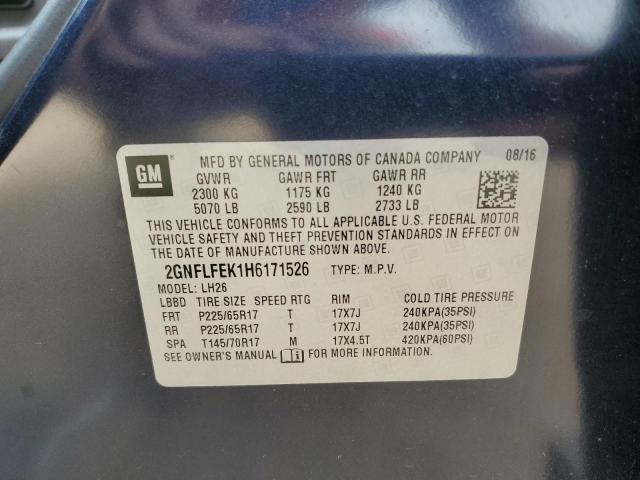 GM ® MFD BY GENERAL MOTORS OF CANADA COMPANY 08/16
GVWR GAWR FRT GAWR RR
2300 KG 1175 KG 1240 KG
5070 LB 2590 LB 2733 LB
THIS VEHICLE CONFORMS TO ALL APPLICABLE U.S. FEDERAL MOTOR
VEHICLE SAFETY AND THEFT PREVENTION STANDARDS IN EFFECT ON
THE DATE OF MANUFACTURE SHOWN ABOVE.
2GNFLFEK1H6171526 TYPE: M.P.V.
MODEL: LH26
LBBD TIRE SIZE SPEED RTG RIM COLD TIRE PRESSURE
FRT P225/65R17 T 17X7J 240KPA(35PSI)
RR P225/65R17 T 17X7J 240KPA(35PSI)
SPA T145/70R17 M 17X4.5T 420KPA(60PSI)
SEE OWNER'S MANUAL FOR MORE INFORMATION.